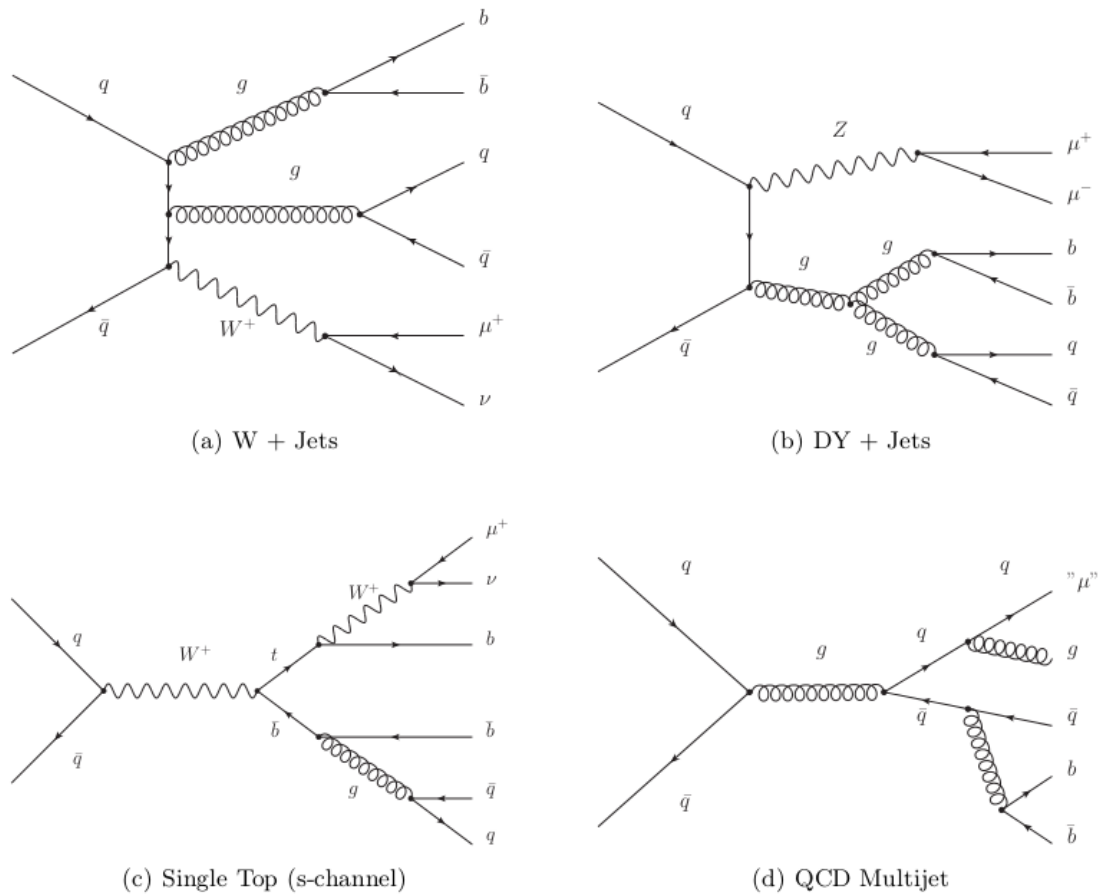 b
q
g
b̄
q
g
q̄
q̄
W⁺
μ⁺
ν
(a) W + Jets
q
Z
μ⁺
μ⁻
g
g
b
b̄
q̄
g
q
q̄
(b) DY + Jets
μ⁺
W⁺
ν
q
W⁺
t
b
q̄
b̄
b̄
g
q̄
q
(c) Single Top (s-channel)
q
q
"μ"
g
q
g
q̄
q̄
q̄
b
b̄
(d) QCD Multijet